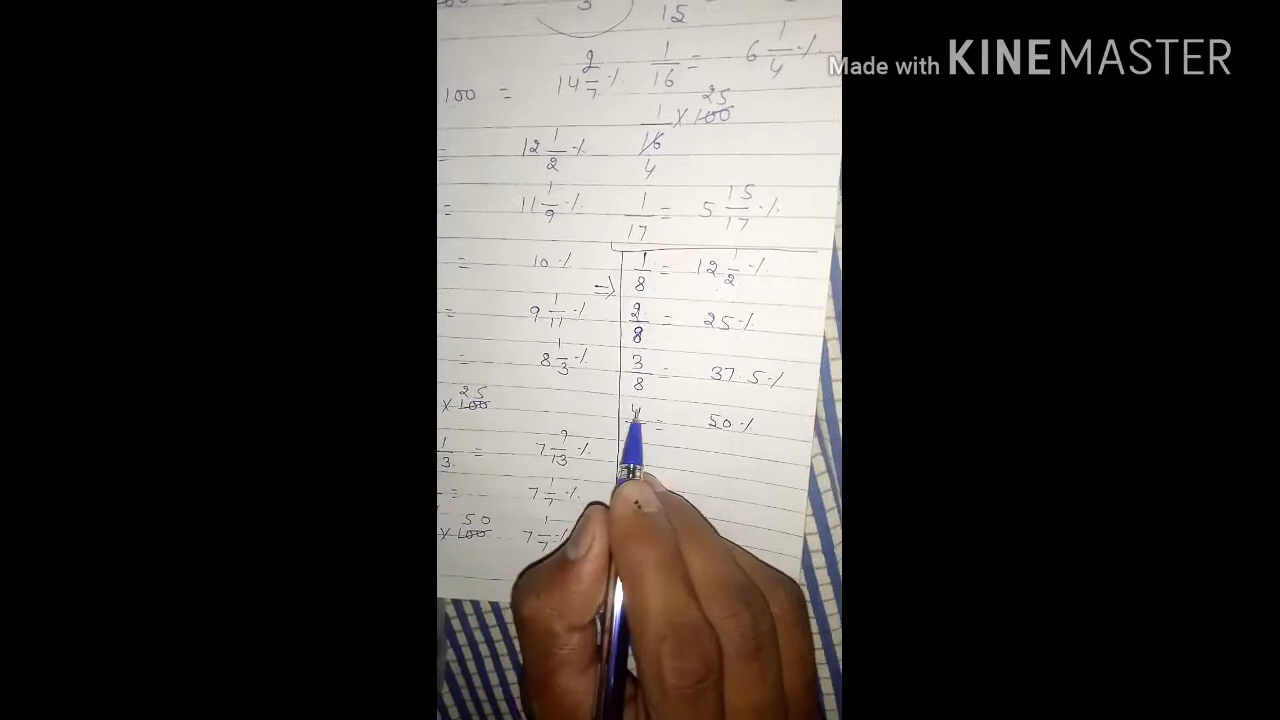 15
100 = 14 2/7 % 1/16 = 6 1/4 %
1/16 × 100 25
4
= 12 1/2 %
= 11 1/9 % 1/17 = 5 15/17 %
= 10 % ⇒ 1/8 = 12 1/2 %
= 9 1/11 % 2/8 = 25 %
= 8 1/3 % 3/8 = 37.5 %
25
× 100
4 = 50 %
1/3 = 7 9/13 %
= 7 1/7 %
50
× 100 7 1/7 %
Made with KINEMASTER